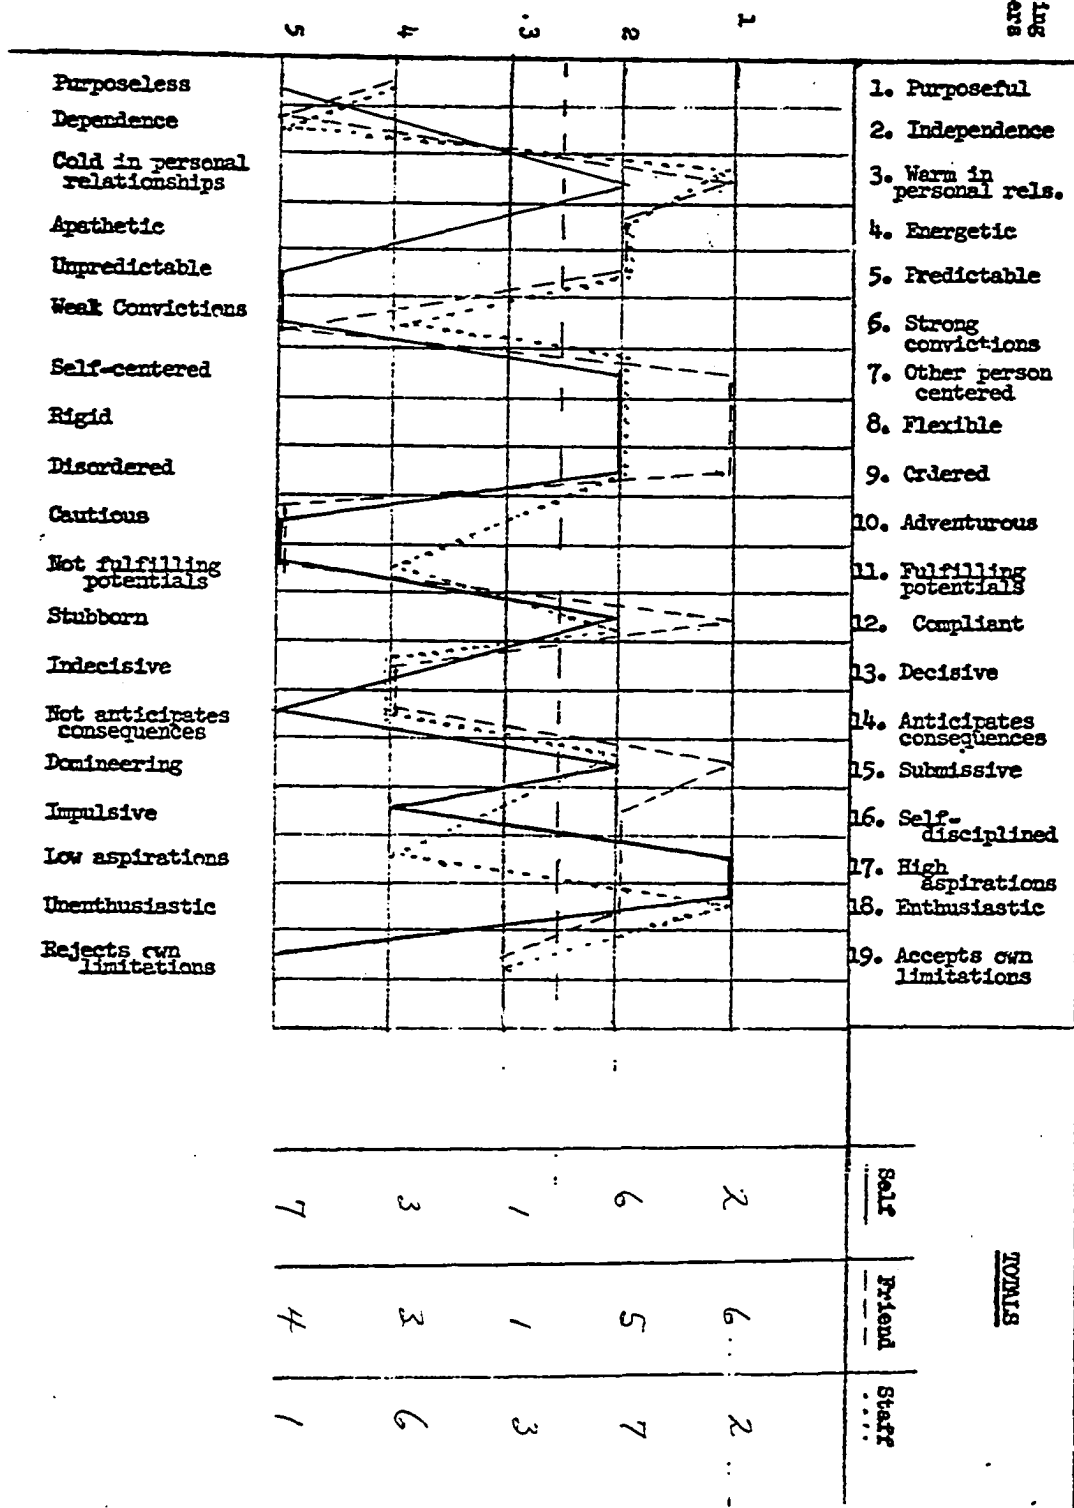 ing
ers
5 4 .3 2 1
Purposeless 1. Purposeful
Dependence 2. Independence
Cold in personal 3. Warm in
relationships personal rels.
Apathetic 4. Energetic
Unpredictable 5. Predictable
Weak Convictions 6. Strong
convictions
Self-centered 7. Other person
centered
Rigid 8. Flexible
Disordered 9. Ordered
Cautious 10. Adventurous
Not fulfilling 11. Fulfilling
potentials potentials
Stubborn 12. Compliant
Indecisive 13. Decisive
Not anticipates 14. Anticipates
consequences consequences
Domineering 15. Submissive
Impulsive 16. Self-
disciplined
Low aspirations 17. High
aspirations
Unenthusiastic 18. Enthusiastic
Rejects own 19. Accepts own
limitations limitations
TOTALS
7 3 1 6 2 Self
4 3 1 5 6 Friend
1 6 3 7 2 Staff